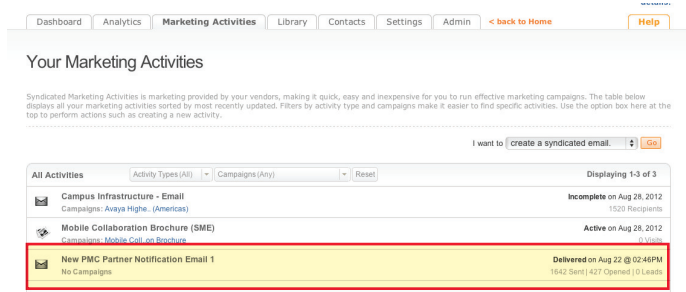 details.
Dashboard Analytics Marketing Activities Library Contacts Settings Admin < back to Home Help
Your Marketing Activities
Syndicated Marketing Activities is marketing provided by your vendors, making it quick, easy and inexpensive for you to run effective marketing campaigns. The table below
displays all your marketing activities sorted by most recently updated. Filters by activity type and campaigns make it easier to find specific activities. Use the option box here at the
top to perform actions such as creating a new activity.
I want to create a syndicated email. Go
All Activities Activity Types (All) Campaigns (Any) Reset Displaying 1-3 of 3
Campus Infrastructure - Email Incomplete on Aug 28, 2012
Campaigns: Avaya Highe.. (Americas) 1520 Recipients
Mobile Collaboration Brochure (SME) Active on Aug 28, 2012
Campaigns: Mobile Coll..on Brochure 0 Visits
New PMC Partner Notification Email 1 Delivered on Aug 22 @ 02:46PM
No Campaigns 1642 Sent | 427 Opened | 0 Leads